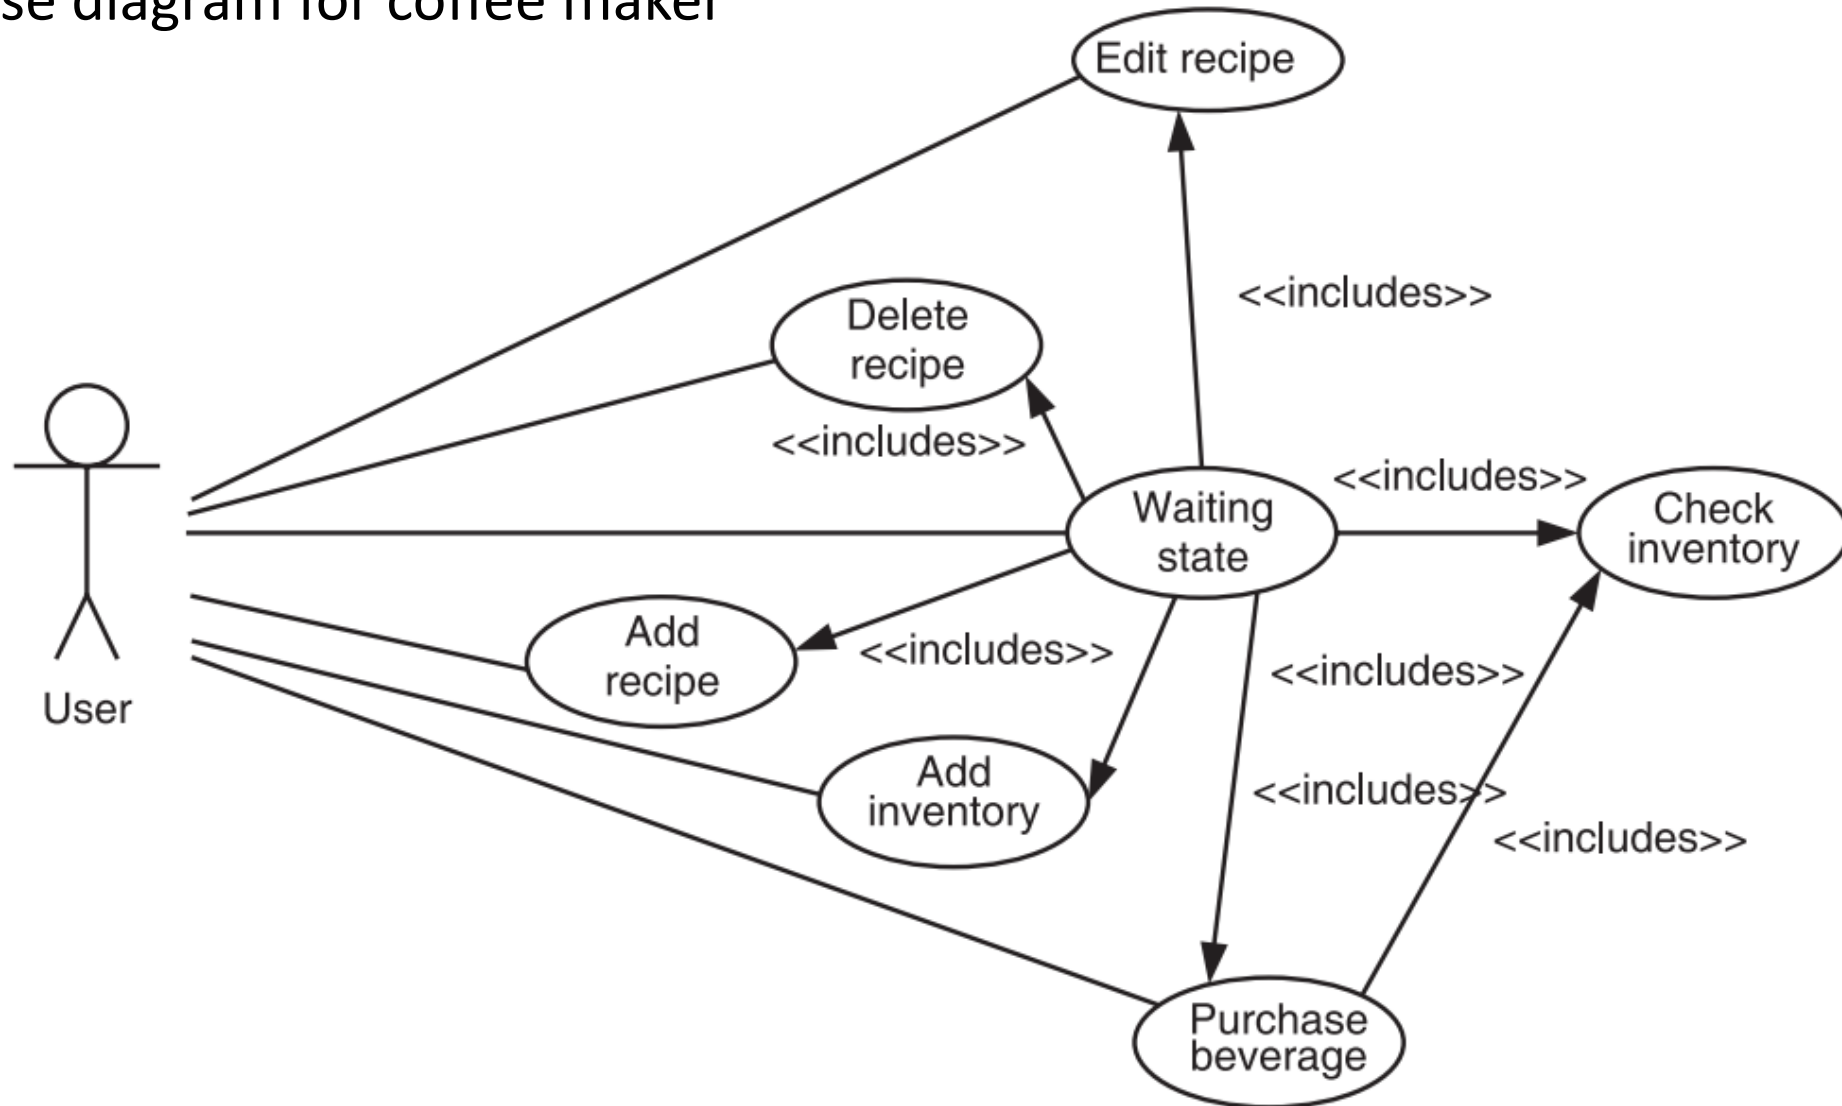 se diagram for coffee maker
Edit recipe
<<includes>>
Delete
recipe
<<includes>>
<<includes>>
Waiting
state
Check
inventory
Add
recipe
<<includes>>
<<includes>>
User
Add
inventory
<<includes>>
<<includes>>
Purchase
beverage